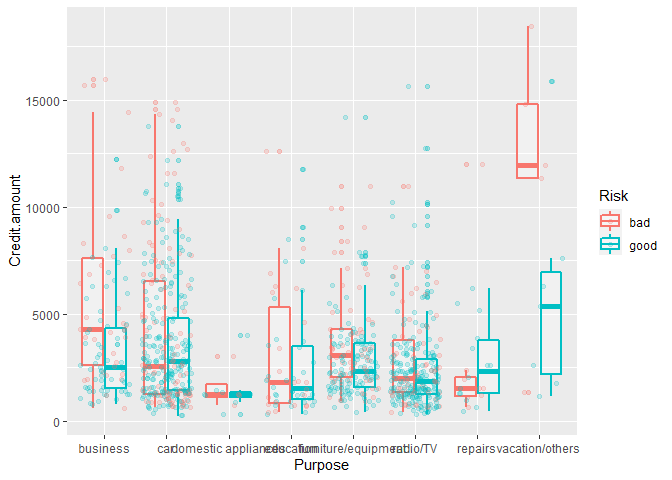 15000
10000
5000
0
Credit.amount
business
car
domestic appliances
education
furniture/equipment
radio/TV
repairs
vacation/others
Purpose
Risk
bad
good